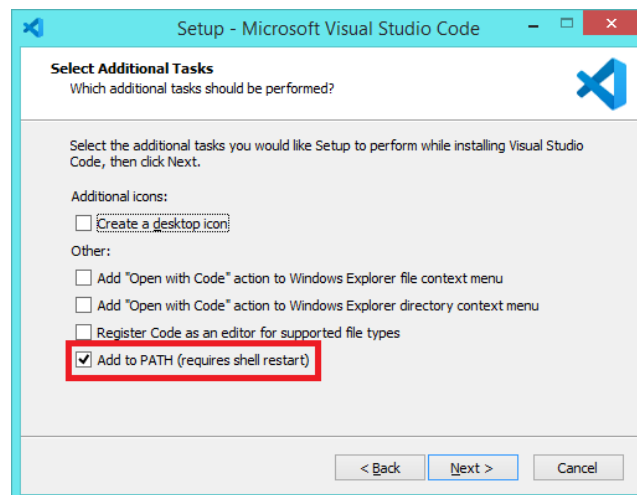 Setup - Microsoft Visual Studio Code
Select Additional Tasks
Which additional tasks should be performed?
Select the additional tasks you would like Setup to perform while installing Visual Studio
Code, then click Next.
Additional icons:
Create a desktop icon
Other:
Add "Open with Code" action to Windows Explorer file context menu
Add "Open with Code" action to Windows Explorer directory context menu
Register Code as an editor for supported file types
Add to PATH (requires shell restart)
< Back Next > Cancel